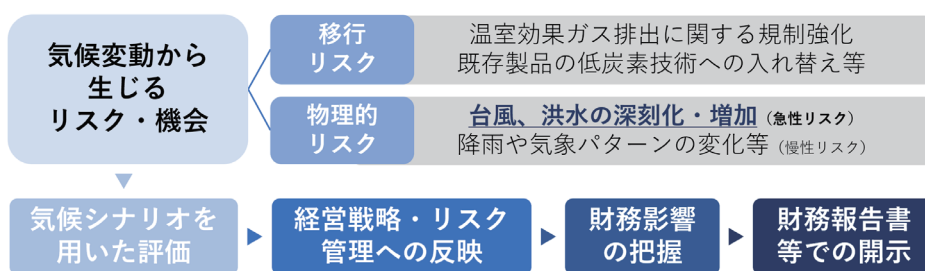 気候変動から
生じる
リスク・機会
移行
リスク
温室効果ガス排出に関する規制強化
既存製品の低炭素技術への入れ替え等
物理的
リスク
台風、洪水の深刻化・増加（急性リスク）
降雨や気象パターンの変化等（慢性リスク）
気候シナリオを
用いた評価
経営戦略・リスク
管理への反映
財務影響
の把握
財務報告書
等での開示